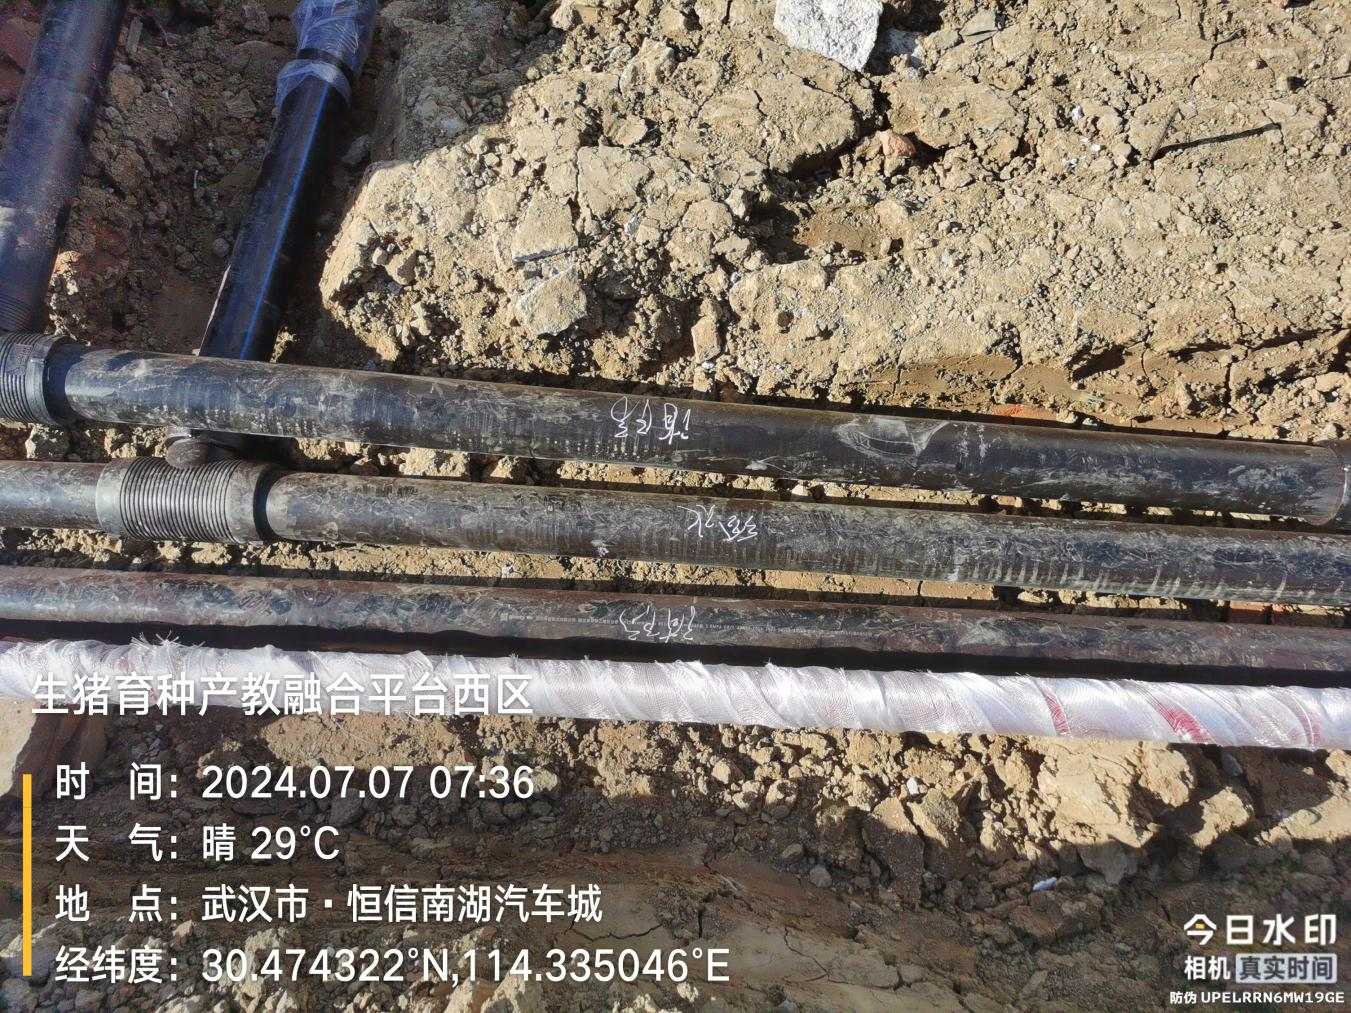 给水
生猪育种产教融合平台西区
时 间：2024.07.07 07:36
天 气：晴 29℃
地 点：武汉市·恒信南湖汽车城
经纬度：30.474322°N,114.335046°E
今日水印
相机 真实时间
防伪 UPELRRN6MW19GE